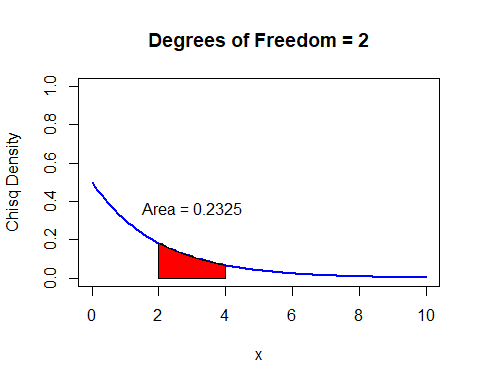 Degrees of Freedom = 2
Chisq Density
1.0
0.8
0.6
0.4
0.2
0.0
Area = 0.2325
0 2 4 6 8 10
x